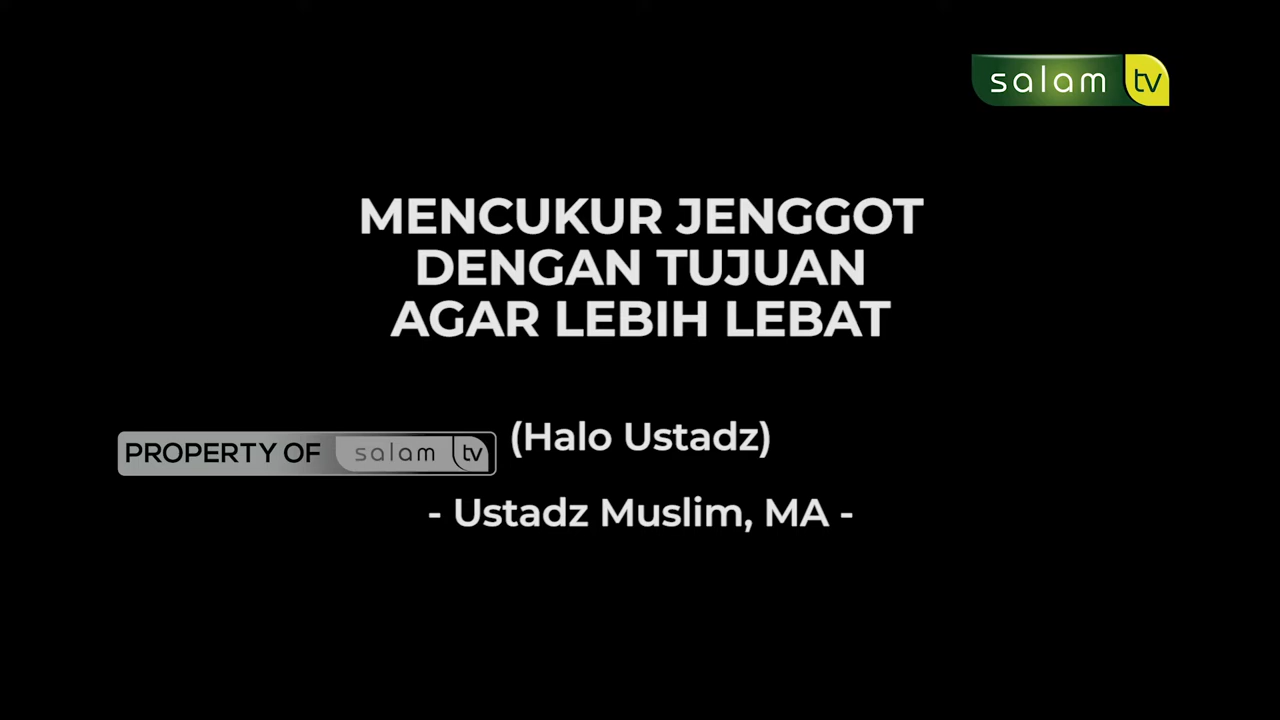 salam tv
MENCUKUR JENGGOT
DENGAN TUJUAN
AGAR LEBIH LEBAT
(Halo Ustadz)
PROPERTY OF salam tv
- Ustadz Muslim, MA -